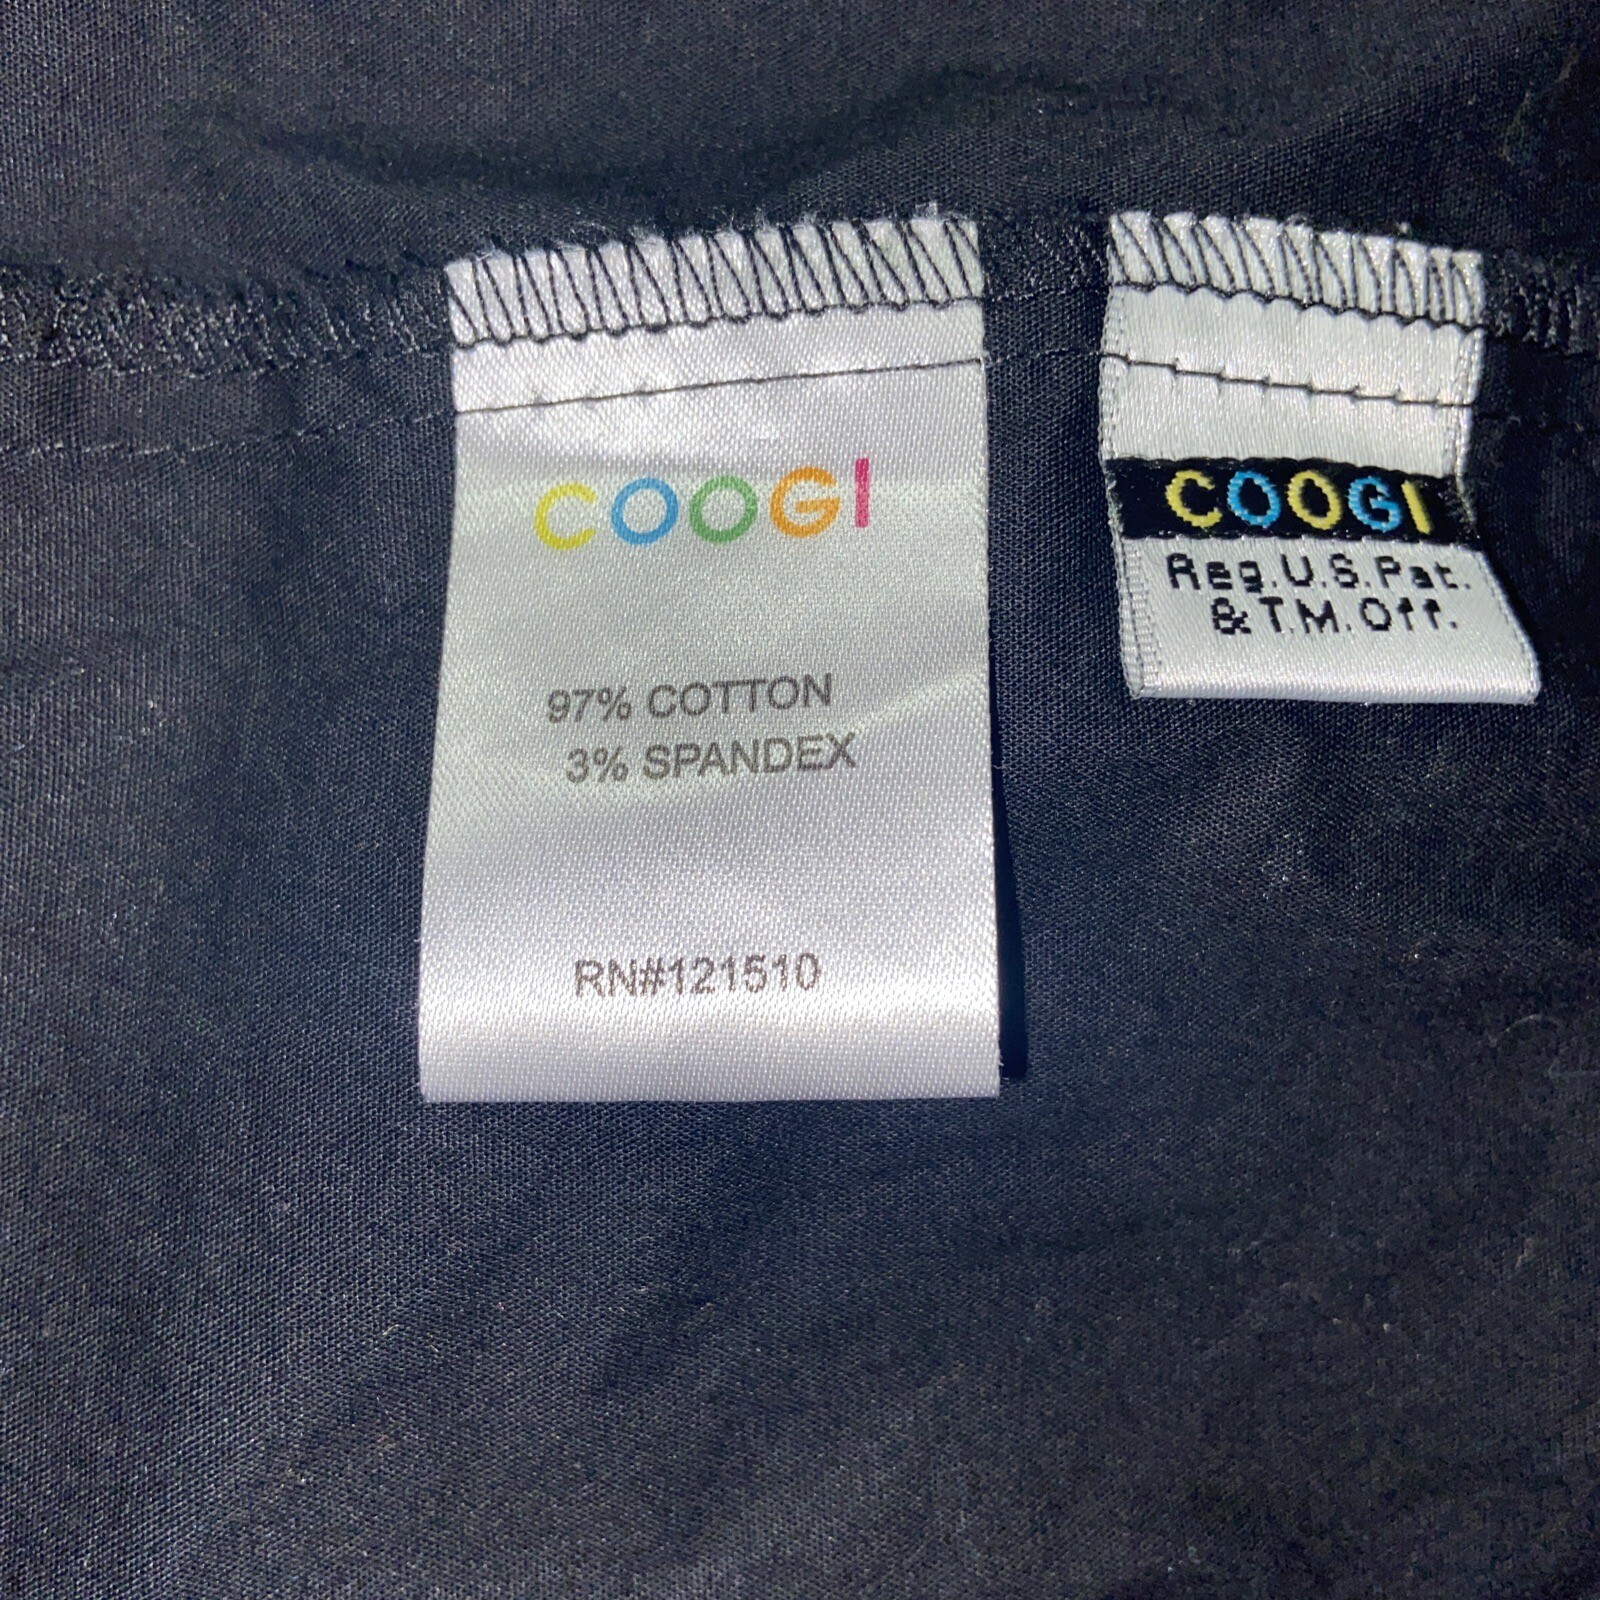 COOGI
97% COTTON
3% SPANDEX
RN#121510
COOGI
Reg.U.S.Pat.
&T.M.Off.